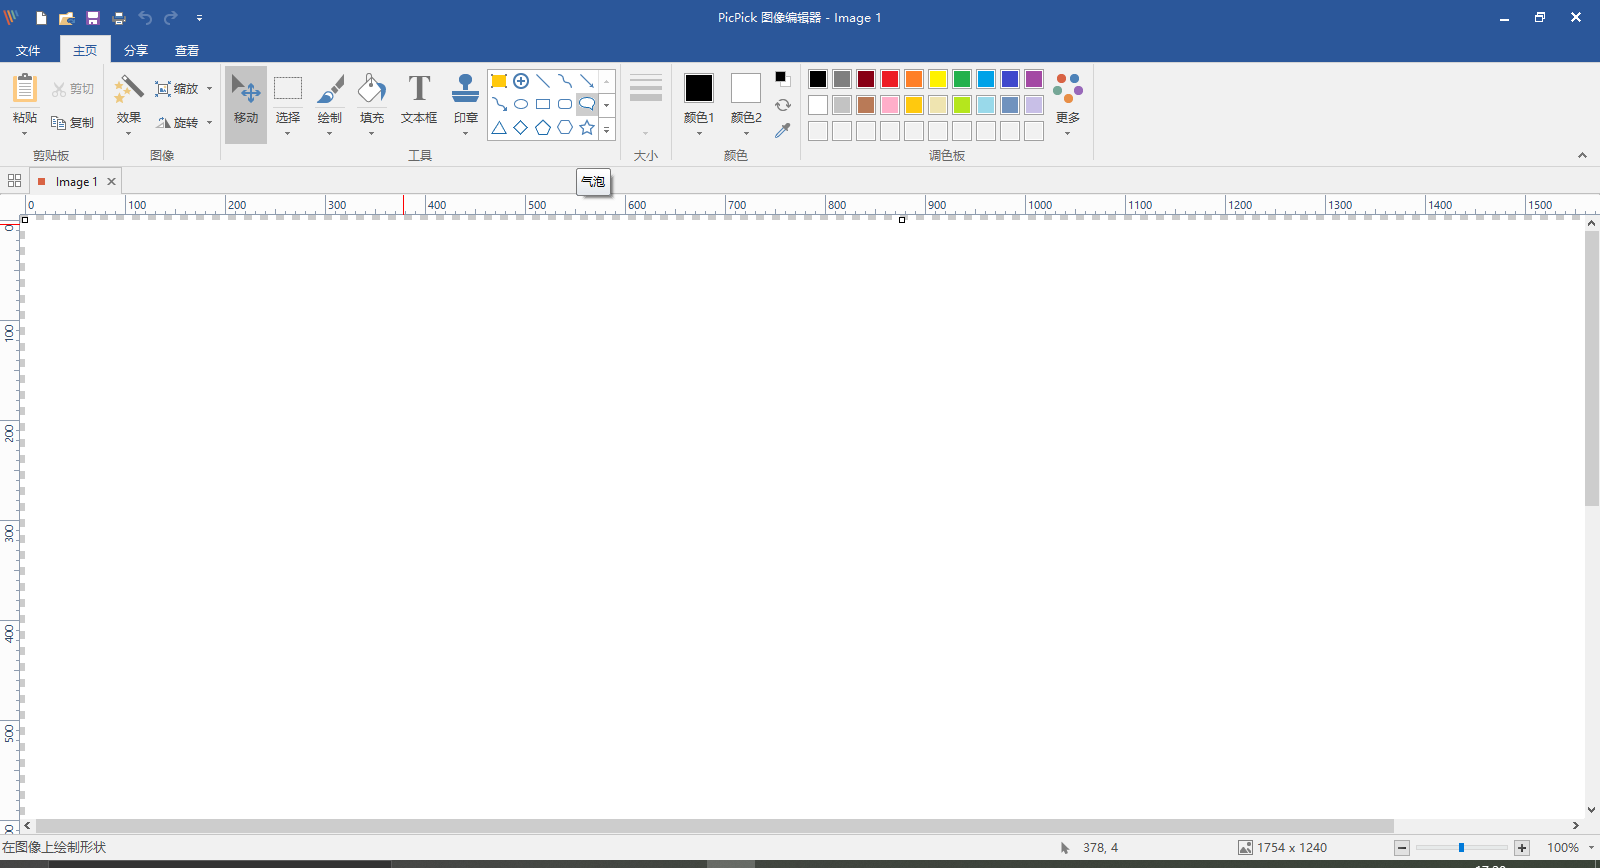 PicPick 图像编辑器 - Image 1
文件 主页 分享 查看
粘贴 剪切 复制 剪贴板
效果 缩放 旋转 图像
移动 选择 绘制 填充 T 文本框 印章 工具
大小
颜色1 颜色2 颜色
更多 调色板
Image 1
气泡
0 100 200 300 400 500 600 700 800 900 1000 1100 1200 1300 1400 1500
0
100
200
300
400
500
在图像上绘制形状 378, 4 1754 x 1240 100%